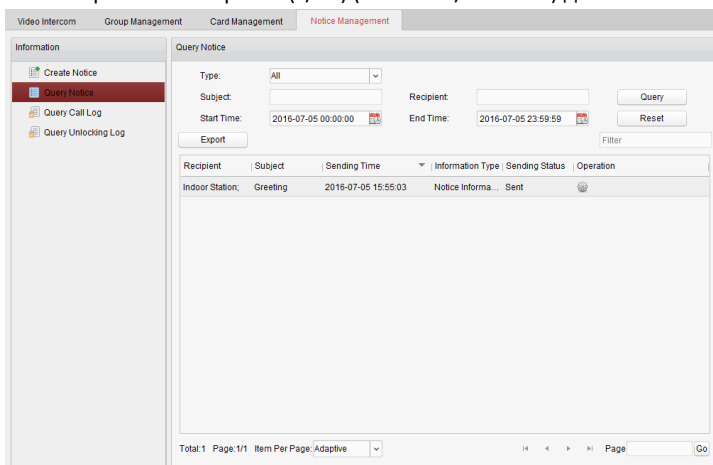 Video Intercom Group Management Card Management Notice Management
Information
Create Notice
Query Notice
Query Call Log
Query Unlocking Log
Query Notice
Type: All
Subject: Recipient: Query
Start Time: 2016-07-05 00:00:00 End Time: 2016-07-05 23:59:59 Reset
Export Filter
Recipient Subject Sending Time Information Type Sending Status Operation
Indoor Station; Greeting 2016-07-05 15:55:03 Notice Informa... Sent
Total:1 Page:1/1 Item Per Page: Adaptive Page Go